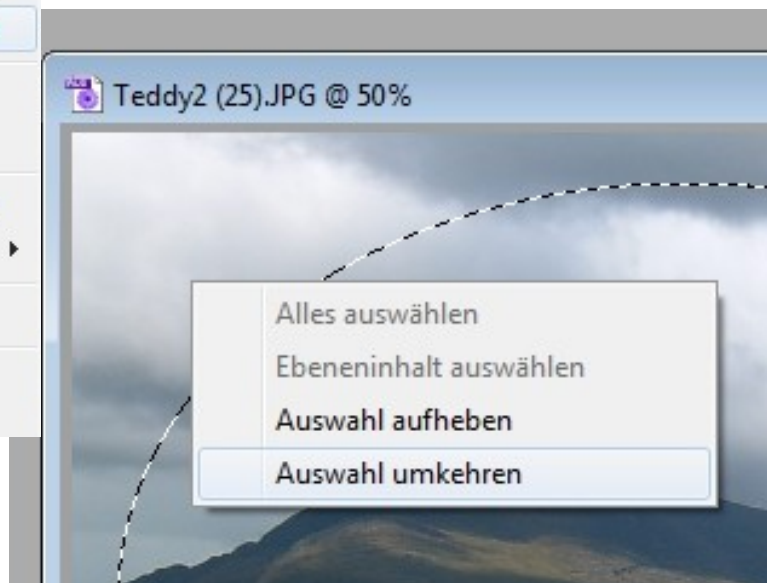 Teddy2 (25).JPG @ 50%
Alles auswählen
Ebeneninhalt auswählen
Auswahl aufheben
Auswahl umkehren